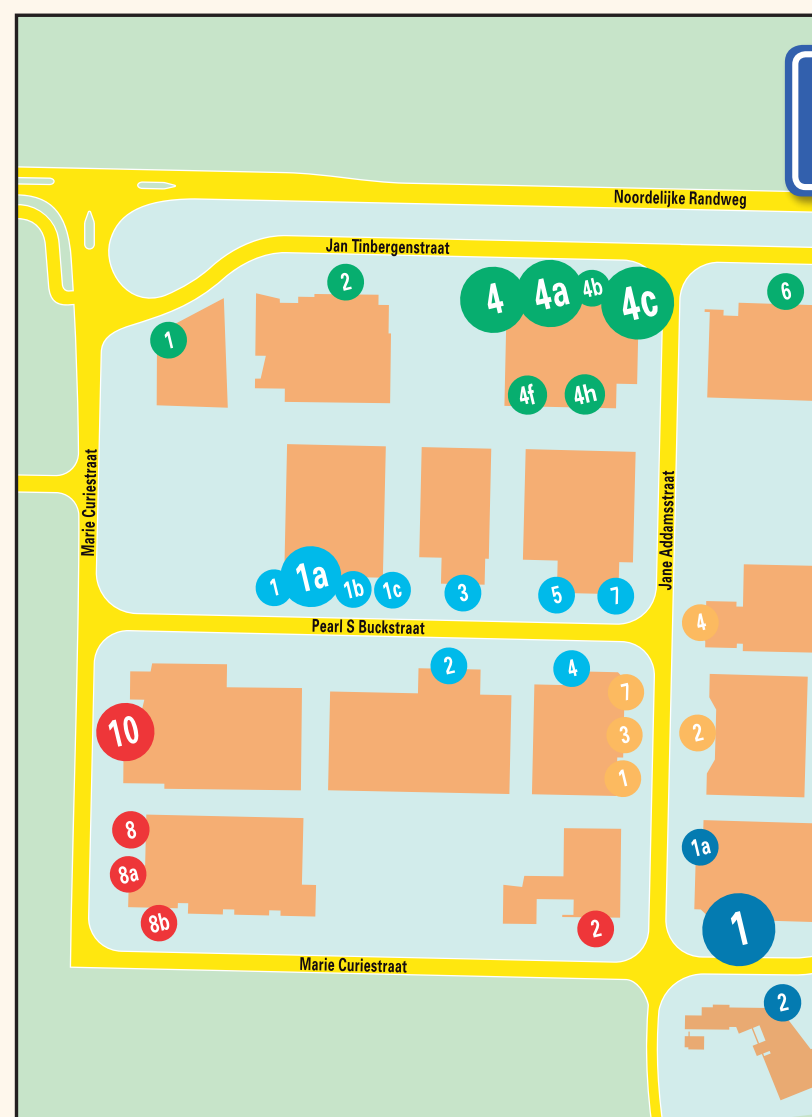 Noordelijke Randweg
Jan Tinbergenstraat
2
4
4a
4b
4c
6
1
4f
4h
Marie Curiestraat
Jane Addamsstraat
1
1a
1b
1c
3
5
7
4
Pearl S Buckstraat
2
4
7
10
3
2
1
8
1a
8a
8b
2
1
Marie Curiestraat
2